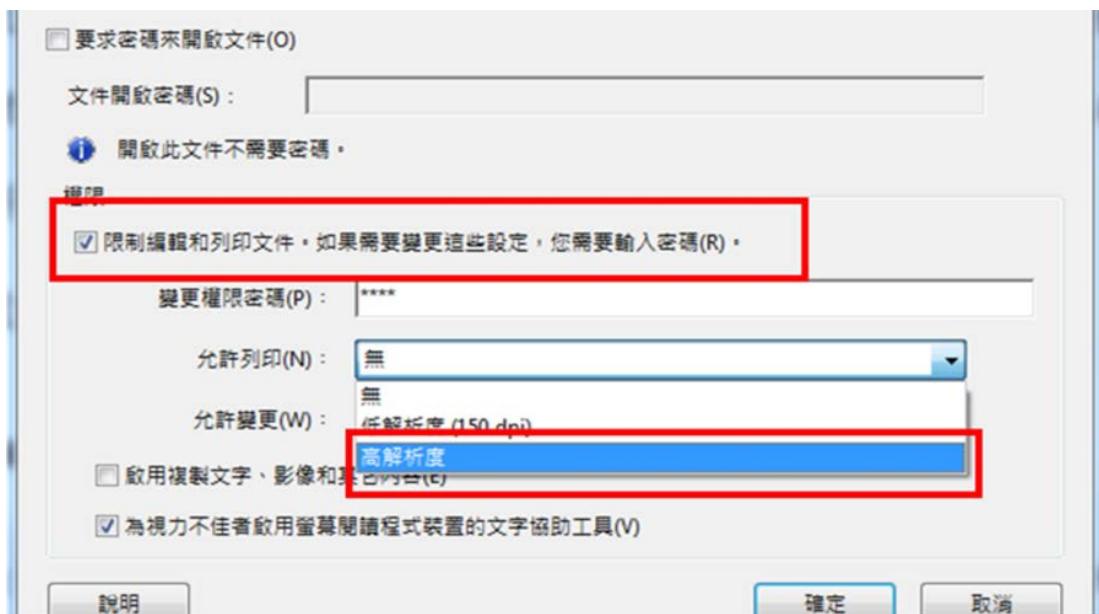 要求密碼來開啟文件(O)
文件開啟密碼(S)：
開啟此文件不需要密碼。
權限
限制編輯和列印文件。如果需要變更這些設定，您需要輸入密碼(R)。
變更權限密碼(P)： ****
允許列印(N)： 無
無
允許變更(W)： 低解析度 (150 dpi)
高解析度
啟用複製文字、影像和其它內容(E)
為視力不佳者啟用螢幕閱讀程式裝置的文字協助工具(V)
說明 確定 取消